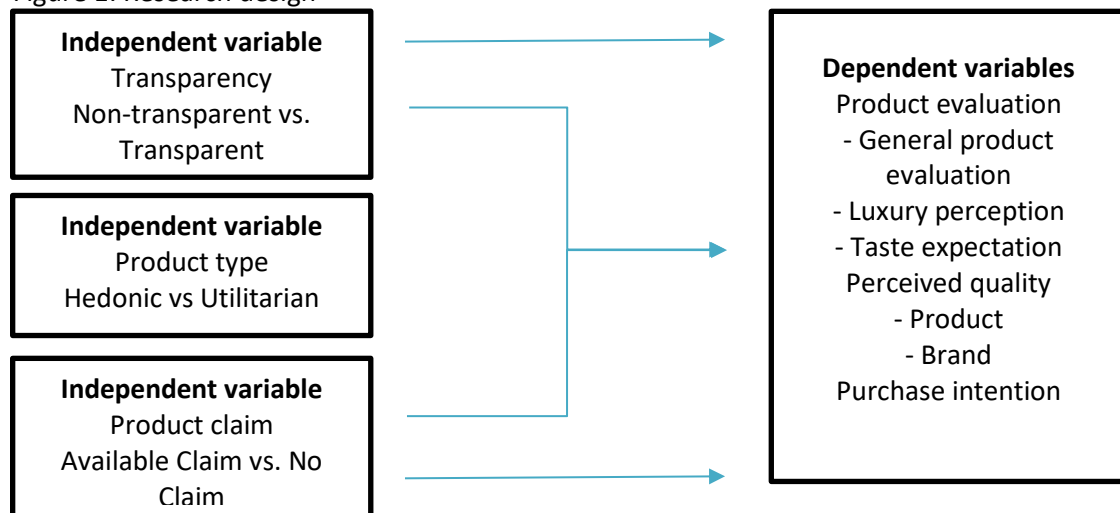 Independent variable
Transparency
Non-transparent vs.
Transparent
Independent variable
Product type
Hedonic vs Utilitarian
Independent variable
Product claim
Available Claim vs. No
Claim
Dependent variables
Product evaluation
- General product
evaluation
- Luxury perception
- Taste expectation
Perceived quality
- Product
- Brand
Purchase intention